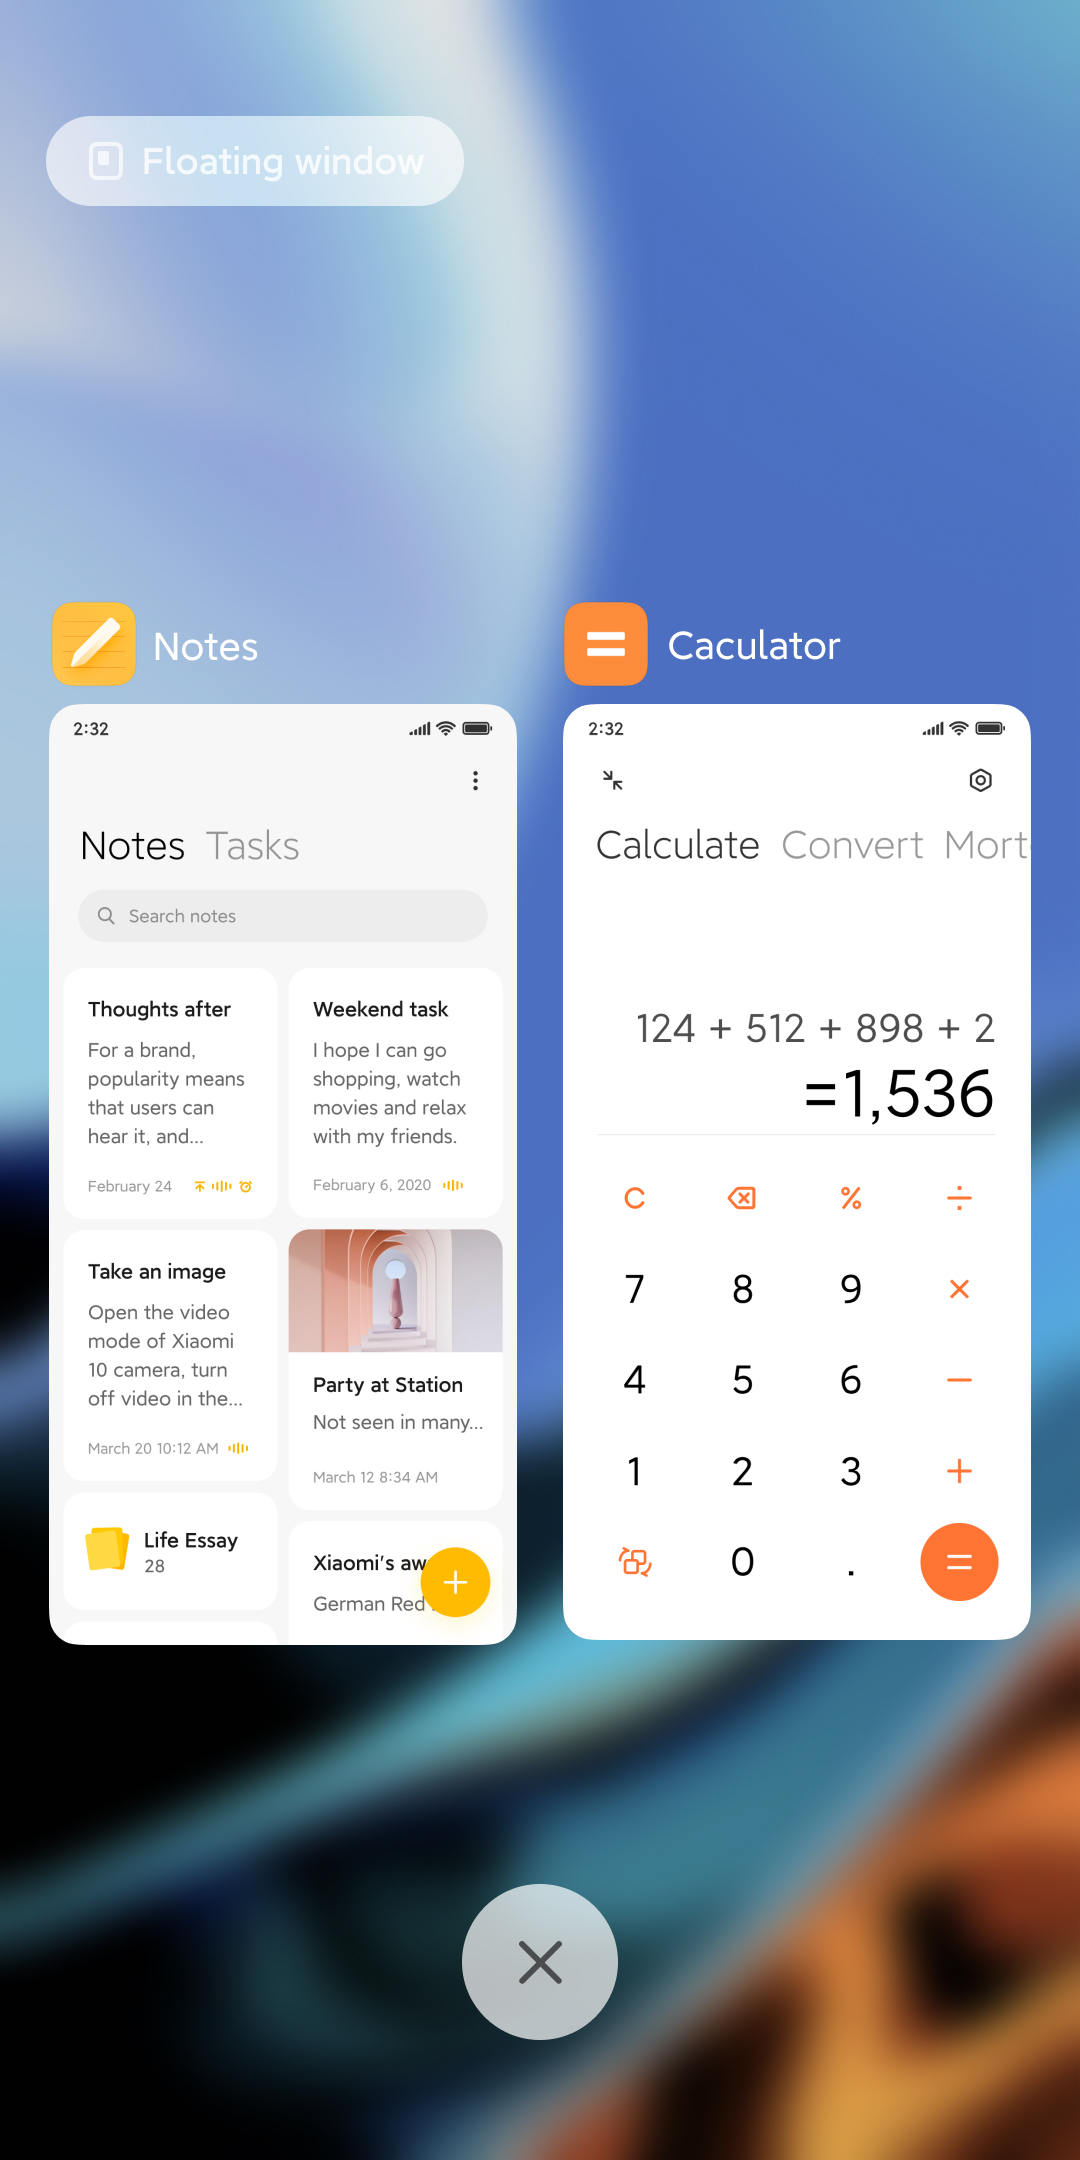 Floating window
Notes
2:32
Notes Tasks
Search notes
Thoughts after
For a brand,
popularity means
that users can
hear it, and...
February 24
Weekend task
I hope I can go
shopping, watch
movies and relax
with my friends.
February 6, 2020
Take an image
Open the video
mode of Xiaomi
10 camera, turn
off video in the...
March 20 10:12 AM
Party at Station
Not seen in many...
March 12 8:34 AM
Life Essay
28
Xiaomi's aw
German Red
Caculator
2:32
Calculate Convert Mort
124 + 512 + 898 + 2
=1,536
C % ÷
7 8 9 ×
4 5 6 −
1 2 3 +
0 . =